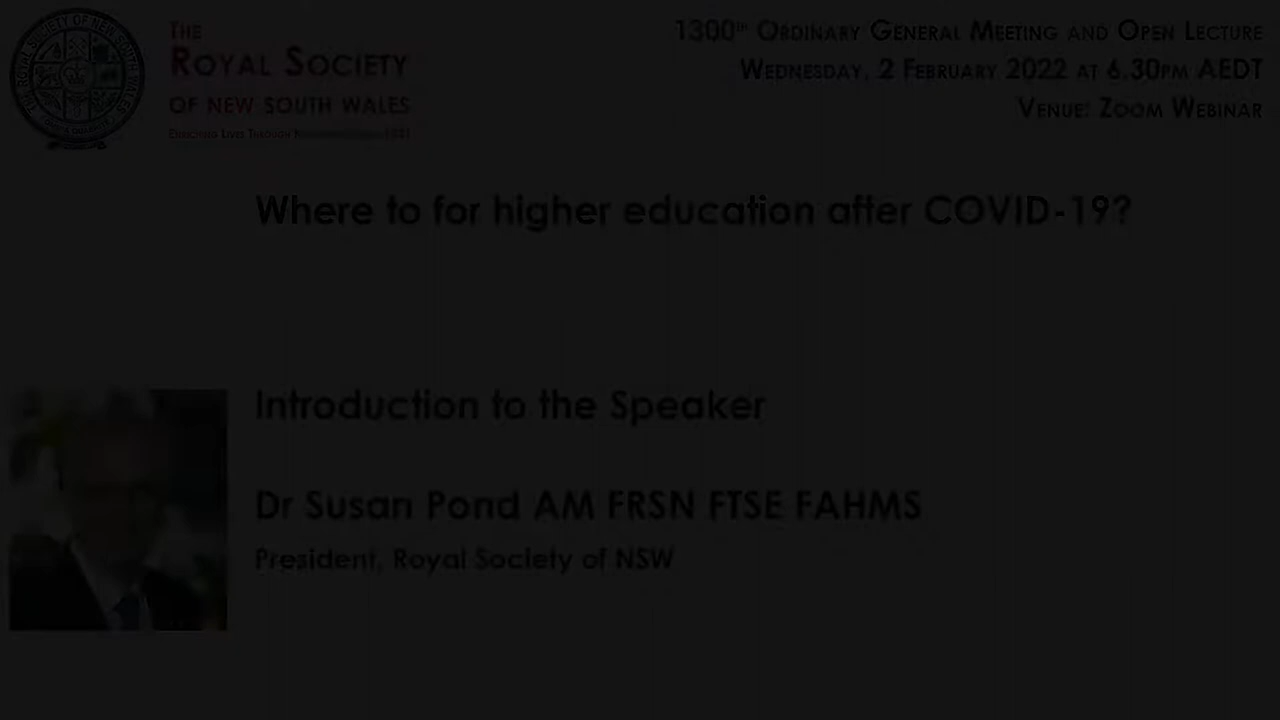 THE
ROYAL SOCIETY
OF NEW SOUTH WALES
1300th ORDINARY GENERAL MEETING AND OPEN LECTURE
WEDNESDAY, 2 FEBRUARY 2022 AT 6.30PM AEDT
VENUE: ZOOM WEBINAR
Where to for higher education after COVID-19?
Introduction to the Speaker
Dr Susan Pond AM FRSN FTSE FAHMS
President, Royal Society of NSW